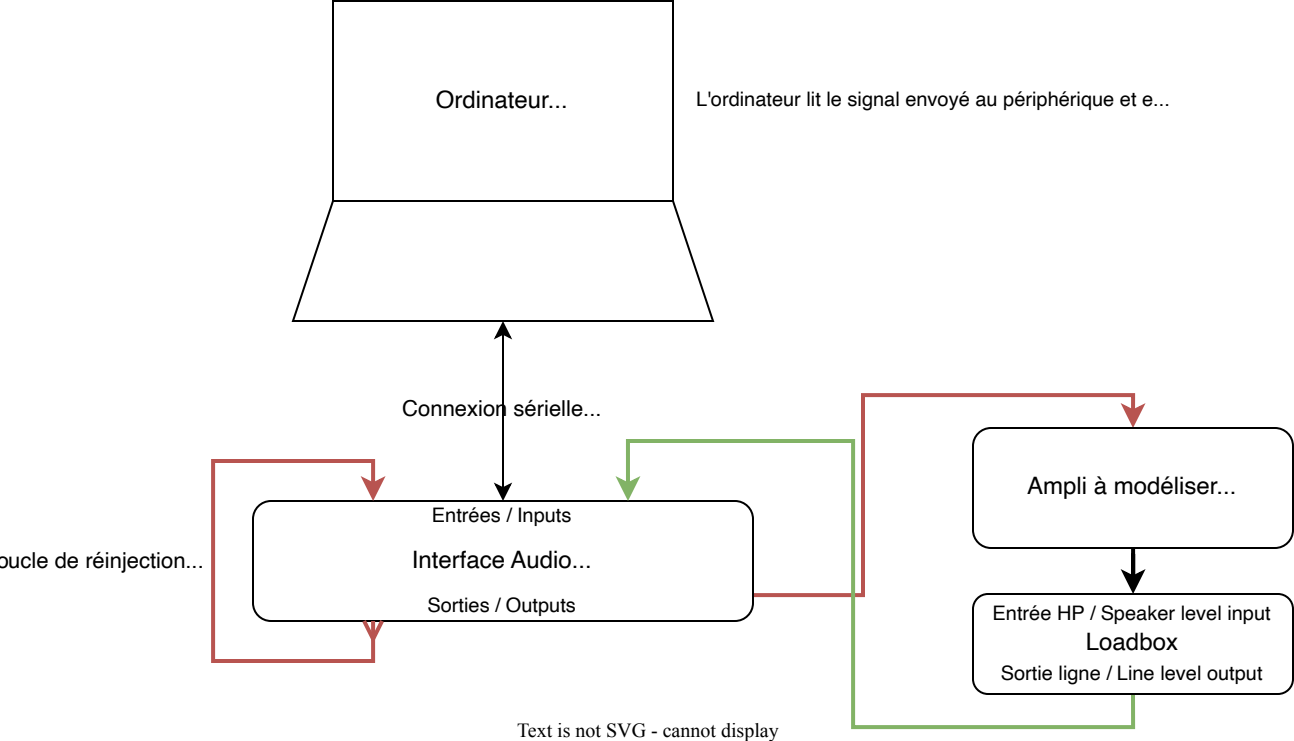 Ordinateur...
L'ordinateur lit le signal envoyé au périphérique et e...
Connexion sérielle...
Entrées / Inputs
Interface Audio...
Sorties / Outputs
oucle de réinjection...
Ampli à modéliser...
Entrée HP / Speaker level input
Loadbox
Sortie ligne / Line level output
Text is not SVG - cannot display